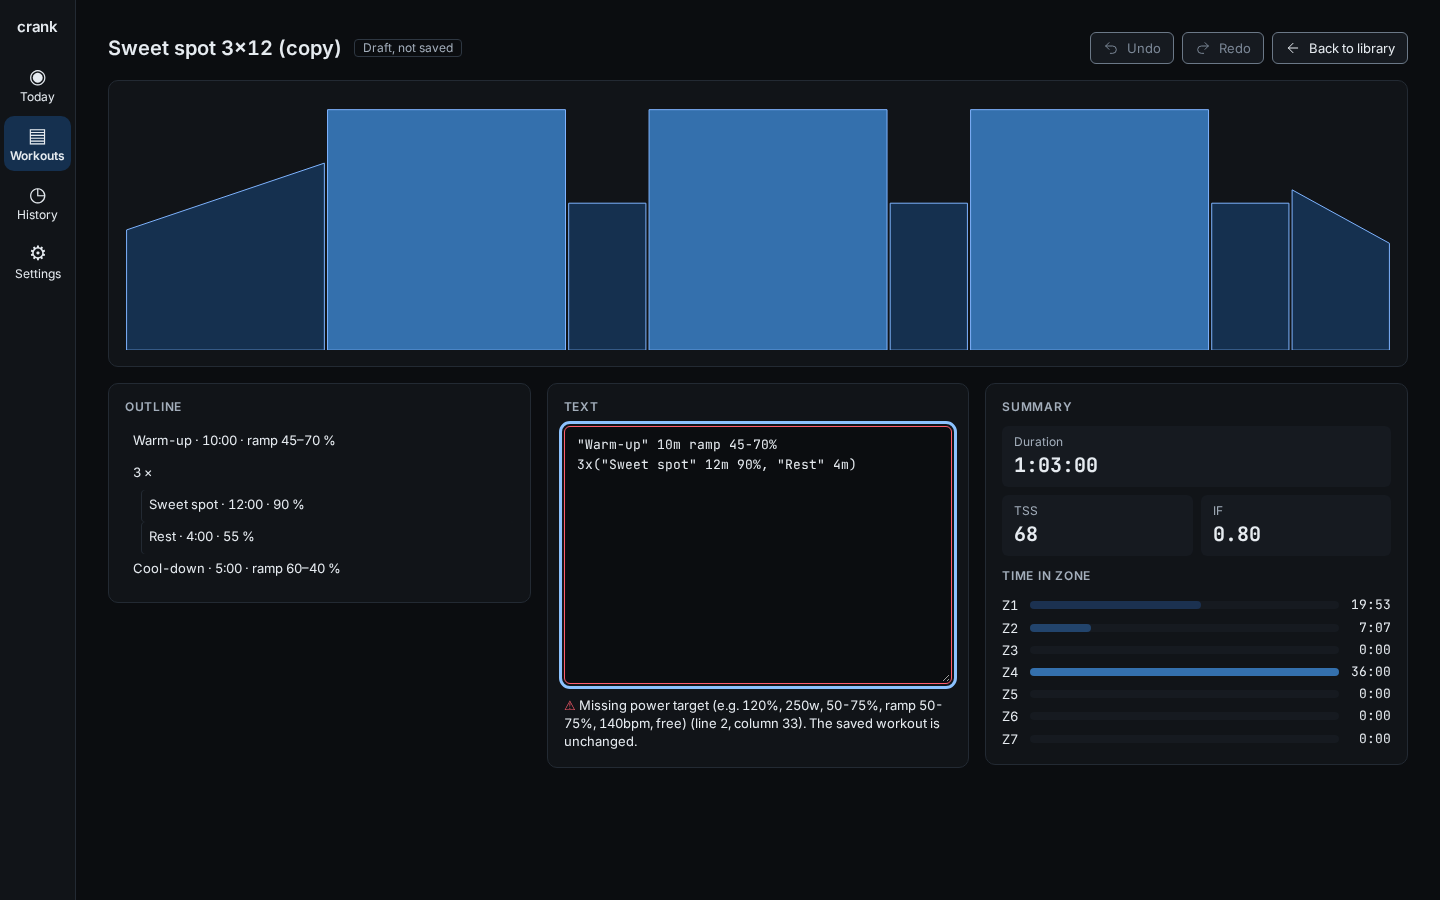 crank
Today
Workouts
History
Settings
Sweet spot 3×12 (copy)
Draft, not saved
Undo
Redo
Back to library
OUTLINE
Warm-up · 10:00 · ramp 45–70 %
3 ×
Sweet spot · 12:00 · 90 %
Rest · 4:00 · 55 %
Cool-down · 5:00 · ramp 60–40 %
TEXT
"Warm-up" 10m ramp 45-70%
3x("Sweet spot" 12m 90%, "Rest" 4m)
⚠ Missing power target (e.g. 120%, 250w, 50-75%, ramp 50-
75%, 140bpm, free) (line 2, column 33). The saved workout is
unchanged.
SUMMARY
Duration
1:03:00
TSS
68
IF
0.80
TIME IN ZONE
Z1 19:53
Z2 7:07
Z3 0:00
Z4 36:00
Z5 0:00
Z6 0:00
Z7 0:00